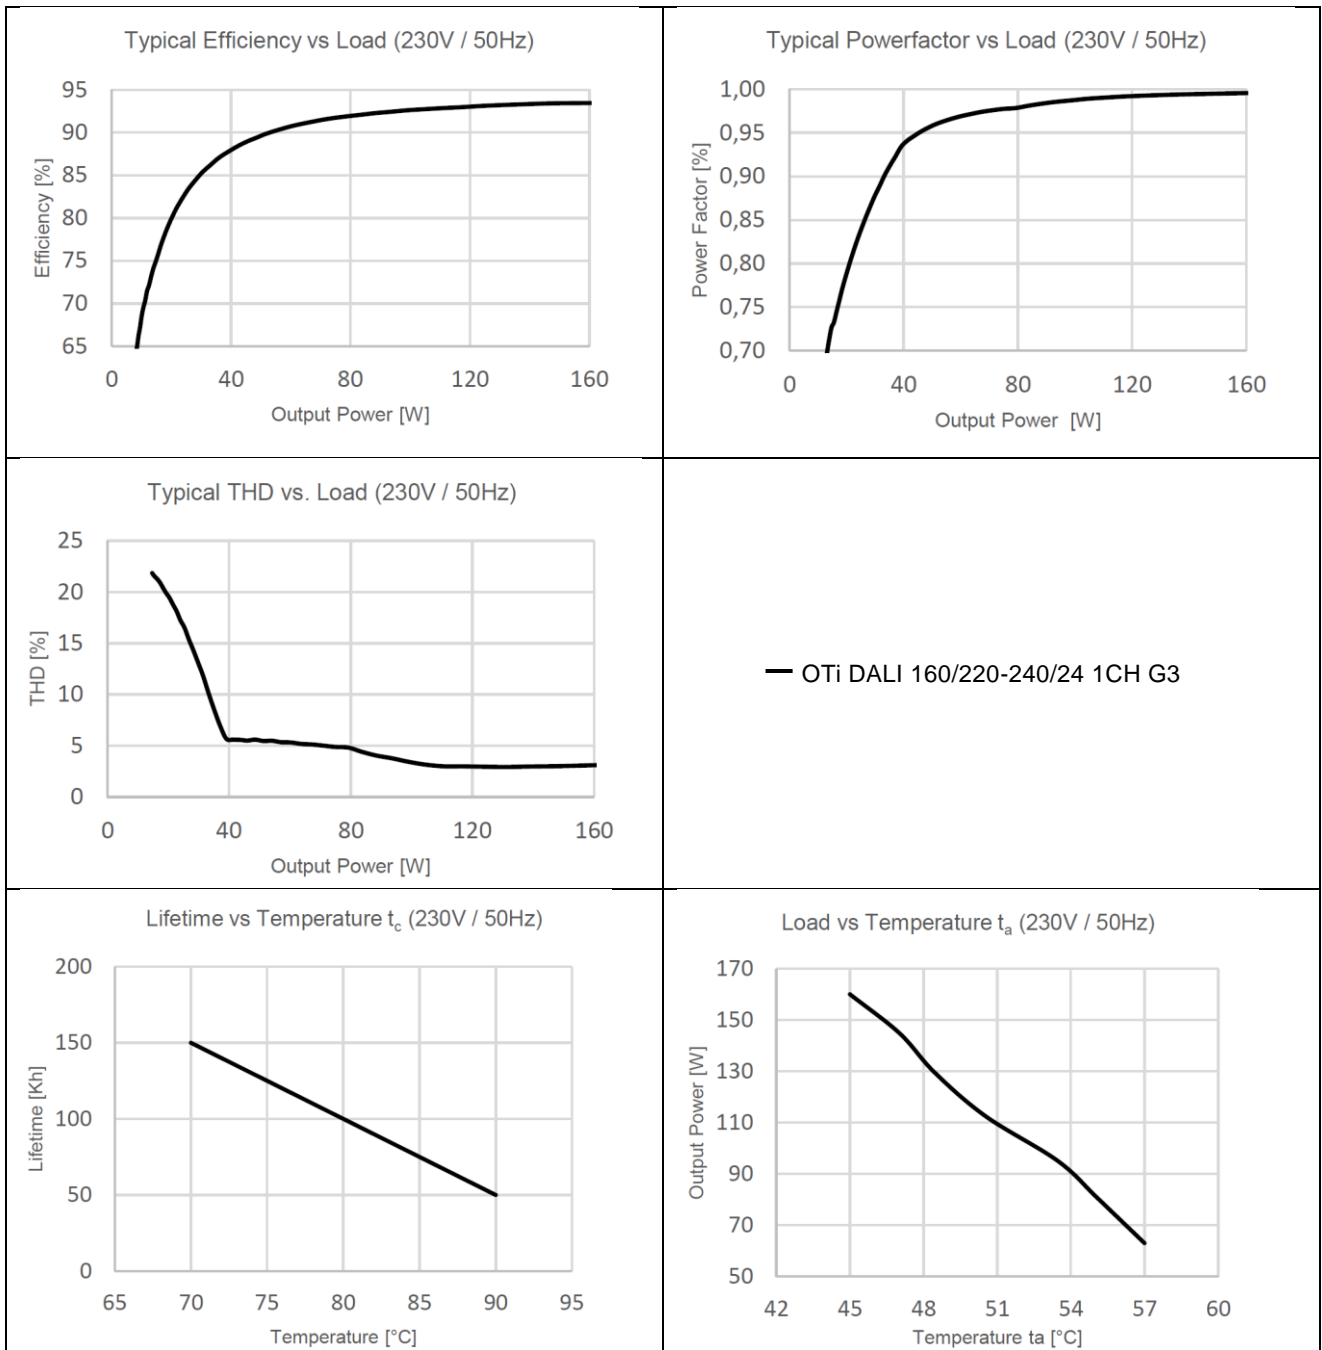 Typical Efficiency vs Load (230V / 50Hz)
95
90
85
80
75
70
65
Efficiency [%]
0 40 80 120 160
Output Power [W]
Typical Powerfactor vs Load (230V / 50Hz)
1,00
0,95
0,90
0,85
0,80
0,75
0,70
Power Factor [%]
0 40 80 120 160
Output Power [W]
Typical THD vs. Load (230V / 50Hz)
25
20
15
10
5
0
THD [%]
0 40 80 120 160
Output Power [W]
OTi DALI 160/220-240/24 1CH G3
Lifetime vs Temperature tc (230V / 50Hz)
200
150
100
50
0
Lifetime [Kh]
65 70 75 80 85 90 95
Temperature [°C]
Load vs Temperature ta (230V / 50Hz)
170
150
130
110
90
70
50
Output Power [W]
42 45 48 51 54 57 60
Temperature ta [°C]